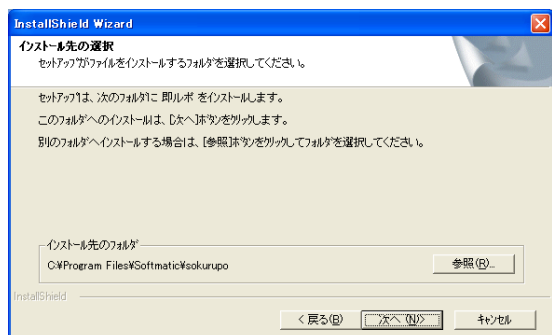 InstallShield Wizard
インストール先の選択
セットアップがファイルをインストールするフォルダを選択してください。
セットアップは、次のフォルダに 即ルポ をインストールします。
このフォルダへのインストールは、[次へ]ボタンをクリックします。
別のフォルダへインストールする場合は、[参照]ボタンをクリックしてフォルダを選択してください。
インストール先のフォルダ
C:¥Program Files¥Softmatic¥sokurupo
参照(R)...
InstallShield
< 戻る(B)
次へ (N)>
キャンセル